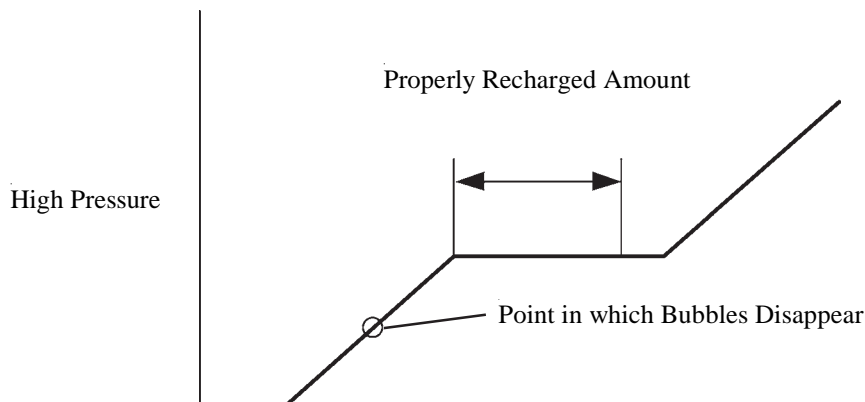 Properly Recharged Amount
High Pressure
Point in which Bubbles Disappear